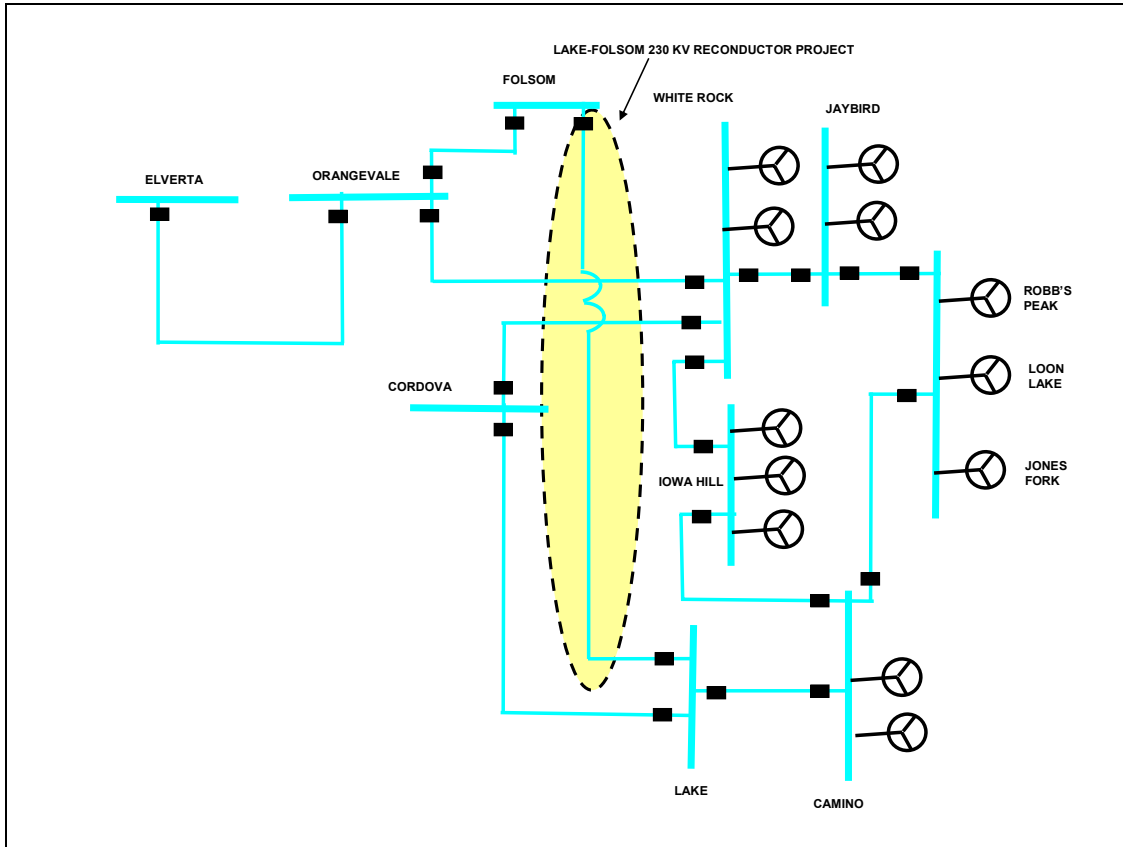 LAKE-FOLSOM 230 KV RECONDUCTOR PROJECT
FOLSOM
WHITE ROCK
JAYBIRD
ELVERTA
ORANGEVALE
ROBB'S
PEAK
LOON
LAKE
CORDOVA
IOWA HILL
JONES
FORK
LAKE
CAMINO